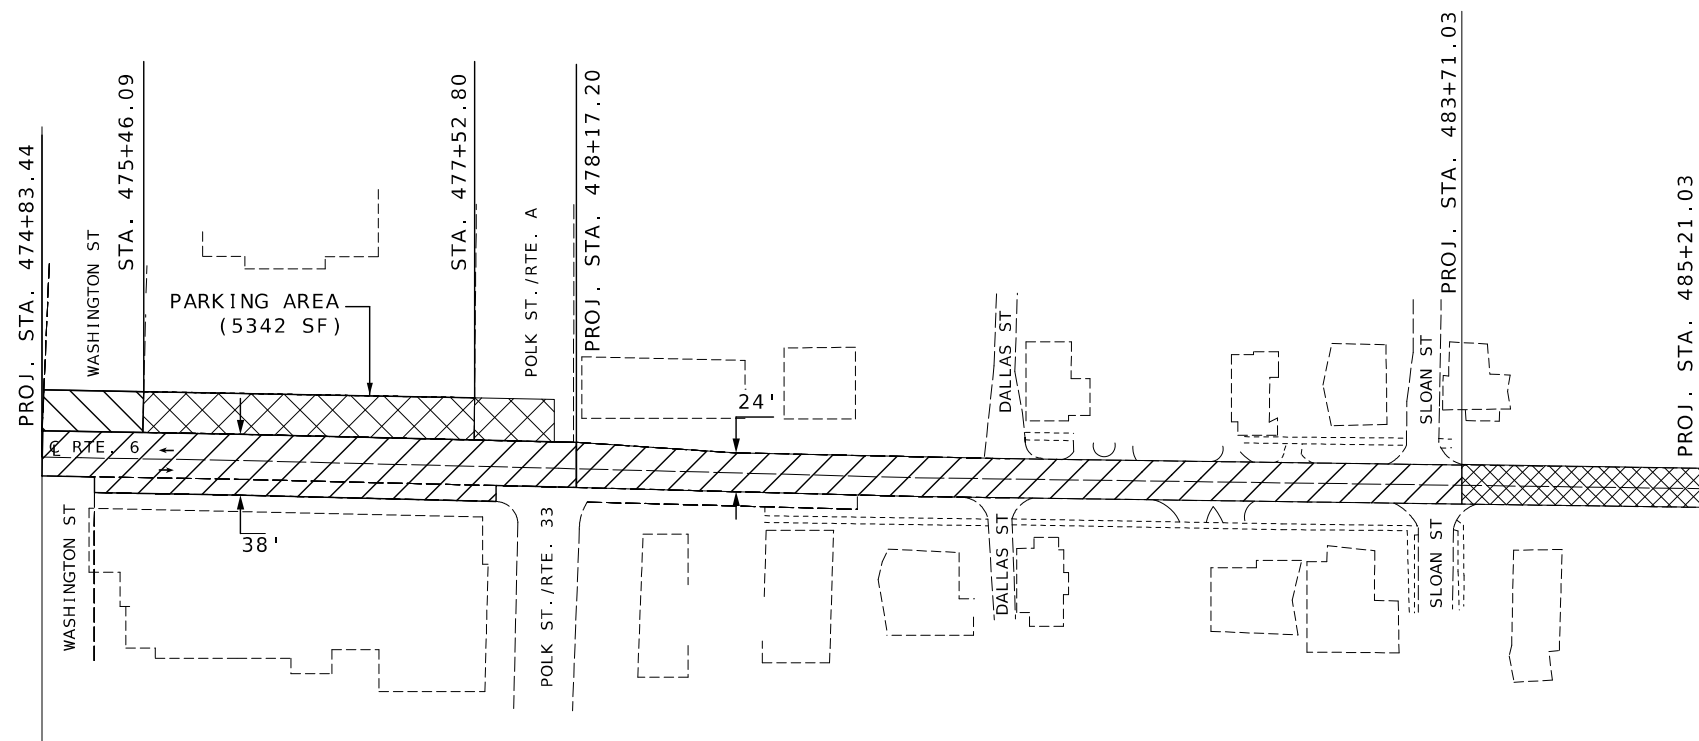 PROJ. STA. 474+83.44
WASHINGTON ST
STA. 475+46.09
PARKING AREA
(5342 SF)
STA. 477+52.80
POLK ST./RTE. A
PROJ. STA. 478+17.20
24'
DALLAS ST
SLOAN ST
PROJ. STA. 483+71.03
PROJ. STA. 485+21.03
℄ RTE. 6
WASHINGTON ST
38'
POLK ST./RTE. 33
DALLAS ST
SLOAN ST